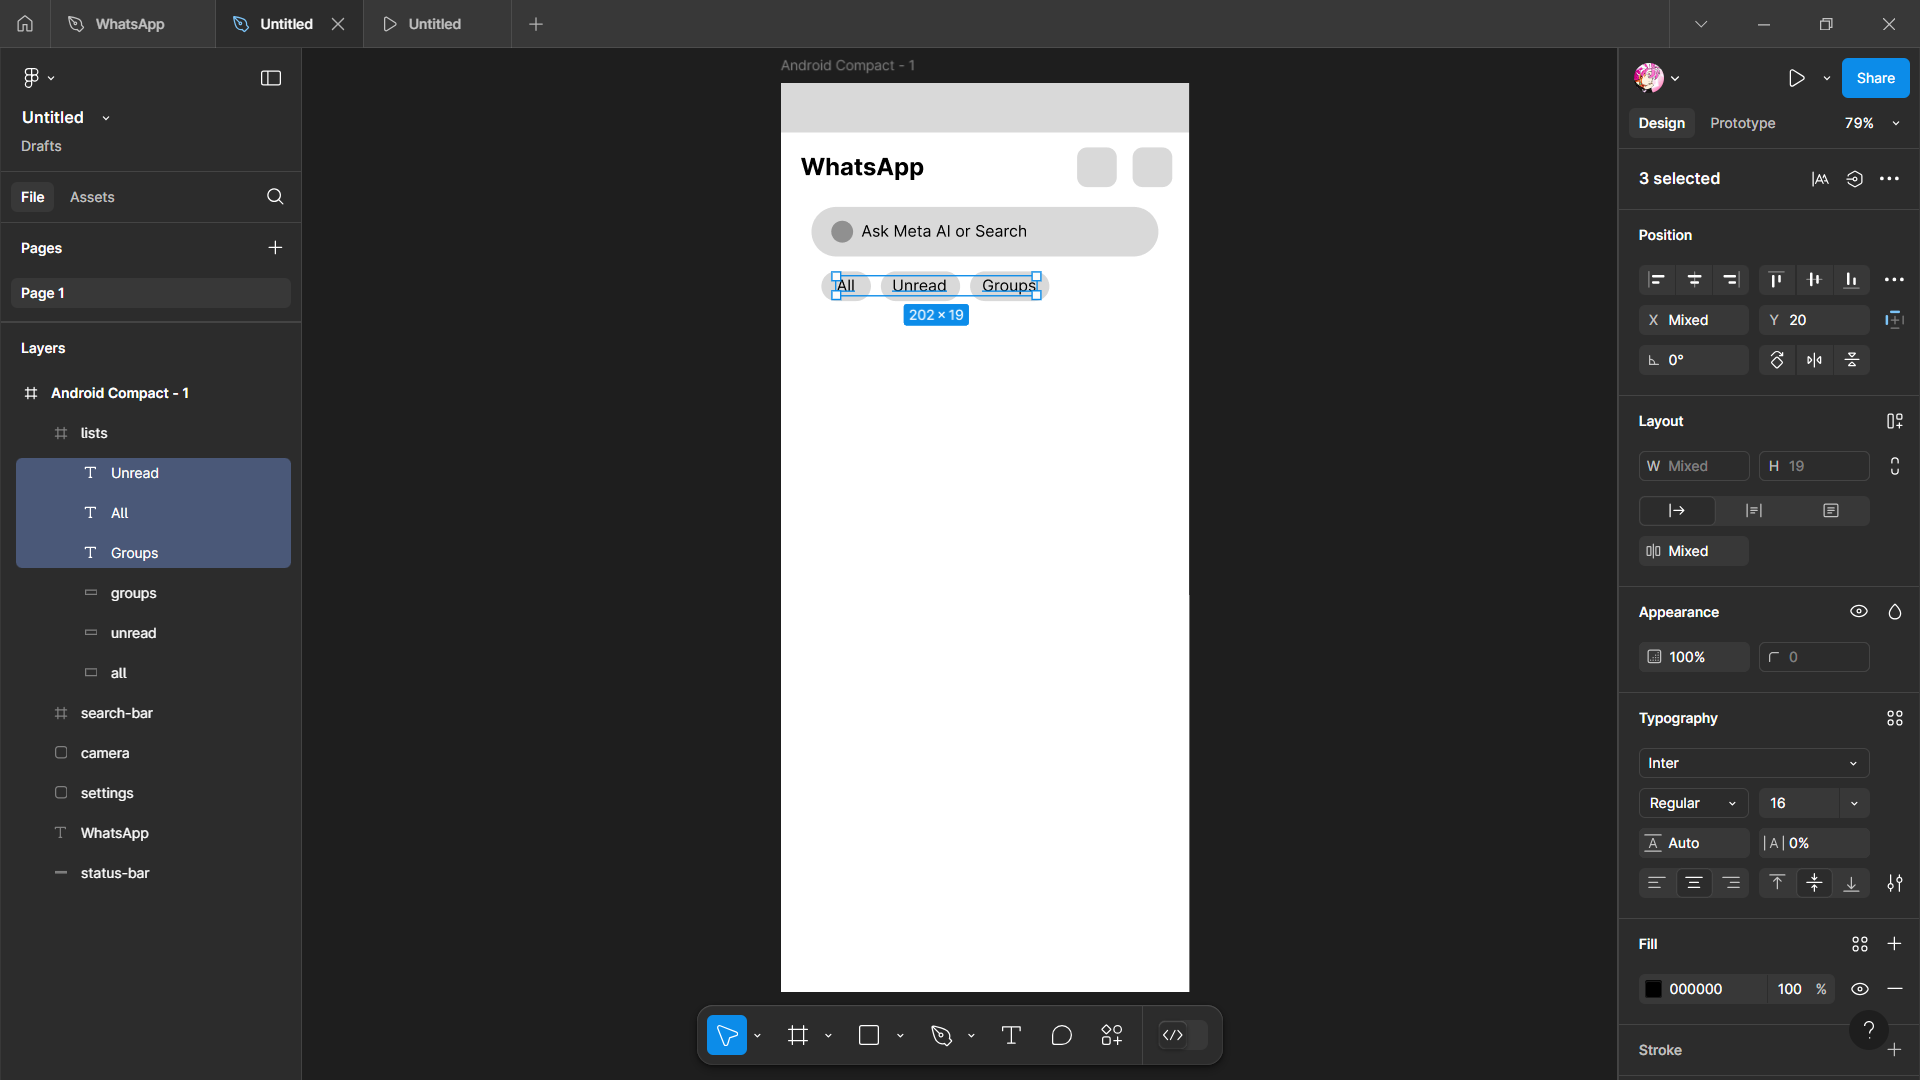 WhatsApp
Untitled
Untitled
Untitled
Drafts
File
Assets
Pages
Page 1
Layers
Android Compact - 1
lists
Unread
All
Groups
groups
unread
all
search-bar
camera
settings
WhatsApp
status-bar
Android Compact - 1
WhatsApp
Ask Meta AI or Search
All
Unread
Groups
202 × 19
Share
Design
Prototype
79%
3 selected
Position
X Mixed
Y 20
0°
Layout
W Mixed
H 19
Mixed
Appearance
100%
0
Typography
Inter
Regular
16
Auto
0%
Fill
000000
100 %
Stroke
?